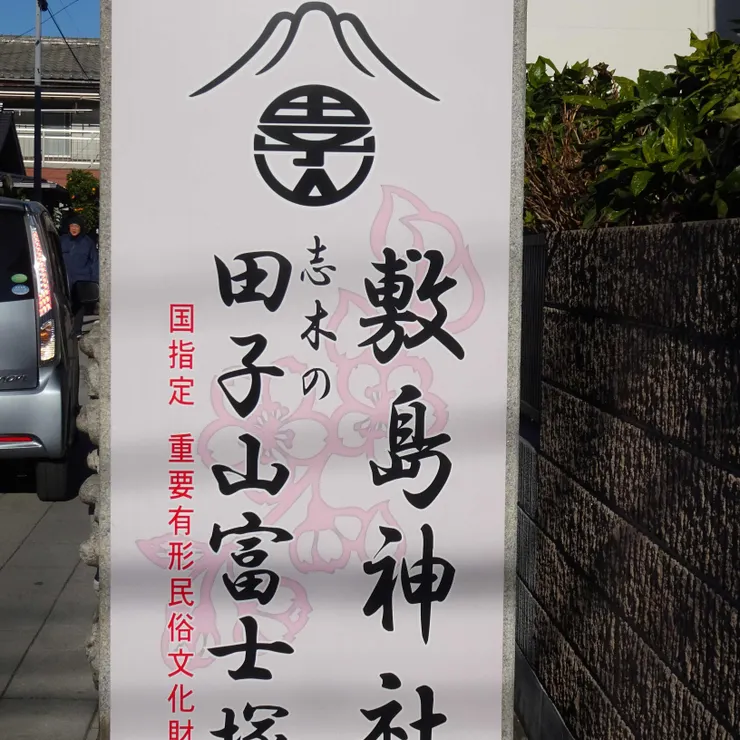 敷島神社
志木の
田子山富士塚
国指定 重要有形民俗文化財